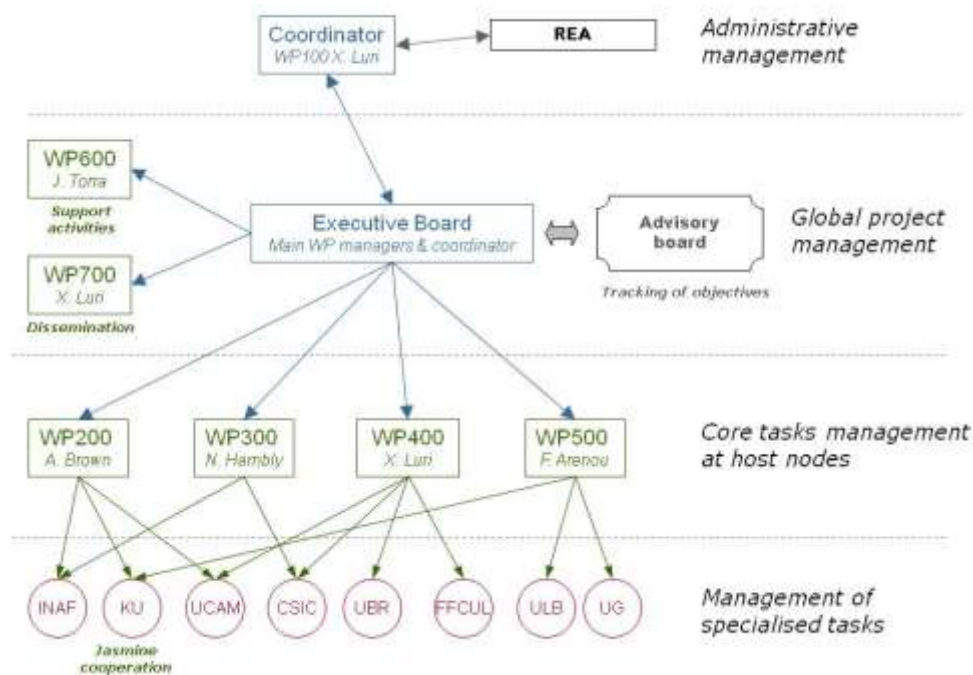 Coordinator
WP100 X. Luri
REA
Administrative
management
WP600
J. Torra
Support
activities
Executive Board
Main WP managers & coordinator
Advisory
board
Tracking of objectives
Global project
management
WP700
X. Luri
Dissemination
WP200
A. Brown
WP300
N. Hambly
WP400
X. Luri
WP500
F. Arenou
Core tasks management
at host nodes
INAF
KU
UCAM
CSIC
UBR
FFCUL
ULB
UG
Jasmine
cooperation
Management of
specialised tasks